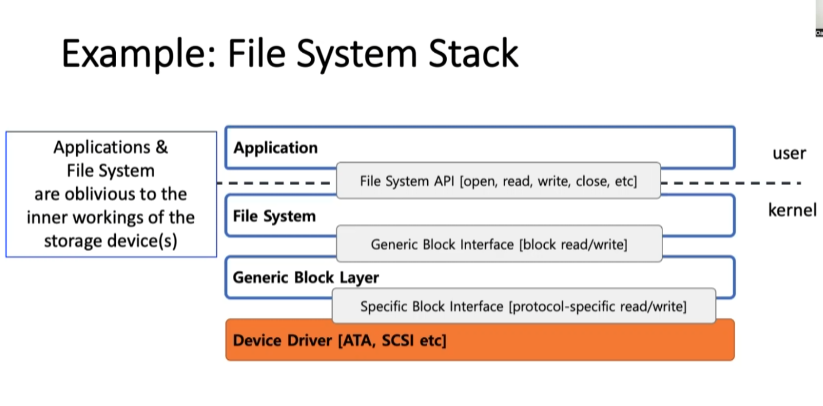 Example: File System Stack
Applications &
File System
are oblivious to the
inner workings of the
storage device(s)
Application
user
File System API [open, read, write, close, etc]
File System
kernel
Generic Block Interface [block read/write]
Generic Block Layer
Specific Block Interface [protocol-specific read/write]
Device Driver [ATA, SCSI etc]